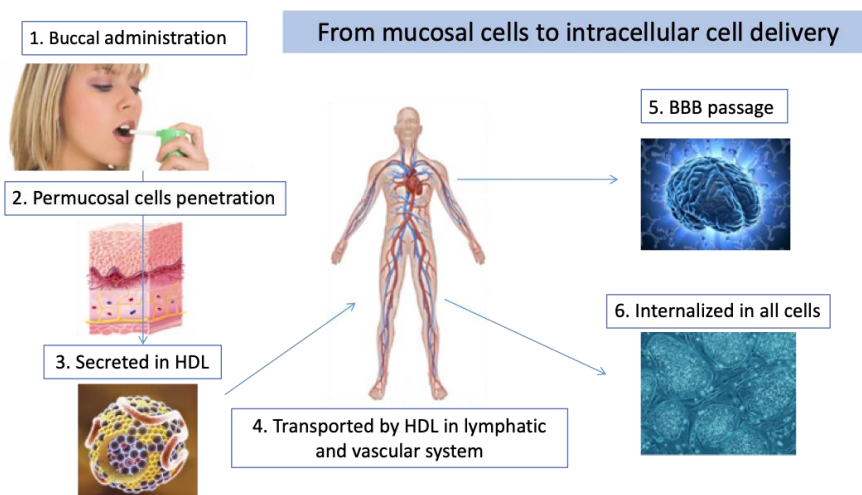 From mucosal cells to intracellular cell delivery
1. Buccal administration
2. Permucosal cells penetration
3. Secreted in HDL
4. Transported by HDL in lymphatic
and vascular system
5. BBB passage
6. Internalized in all cells